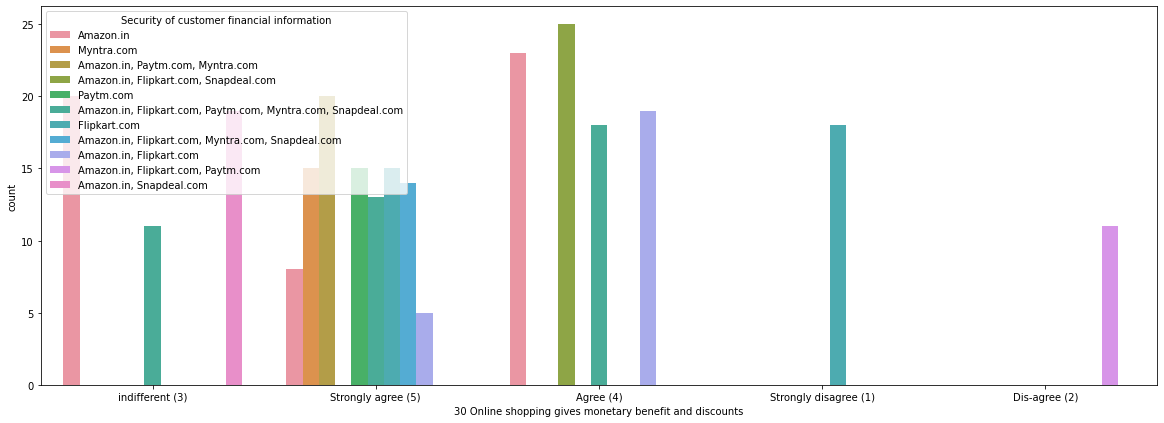 Security of customer financial information
Amazon.in
Myntra.com
Amazon.in, Paytm.com, Myntra.com
Amazon.in, Flipkart.com, Snapdeal.com
Paytm.com
Amazon.in, Flipkart.com, Paytm.com, Myntra.com, Snapdeal.com
Flipkart.com
Amazon.in, Flipkart.com, Myntra.com, Snapdeal.com
Amazon.in, Flipkart.com
Amazon.in, Flipkart.com, Paytm.com
Amazon.in, Snapdeal.com
25
20
15
10
5
0
count
indifferent (3)
Strongly agree (5)
Agree (4)
Strongly disagree (1)
Dis-agree (2)
30 Online shopping gives monetary benefit and discounts